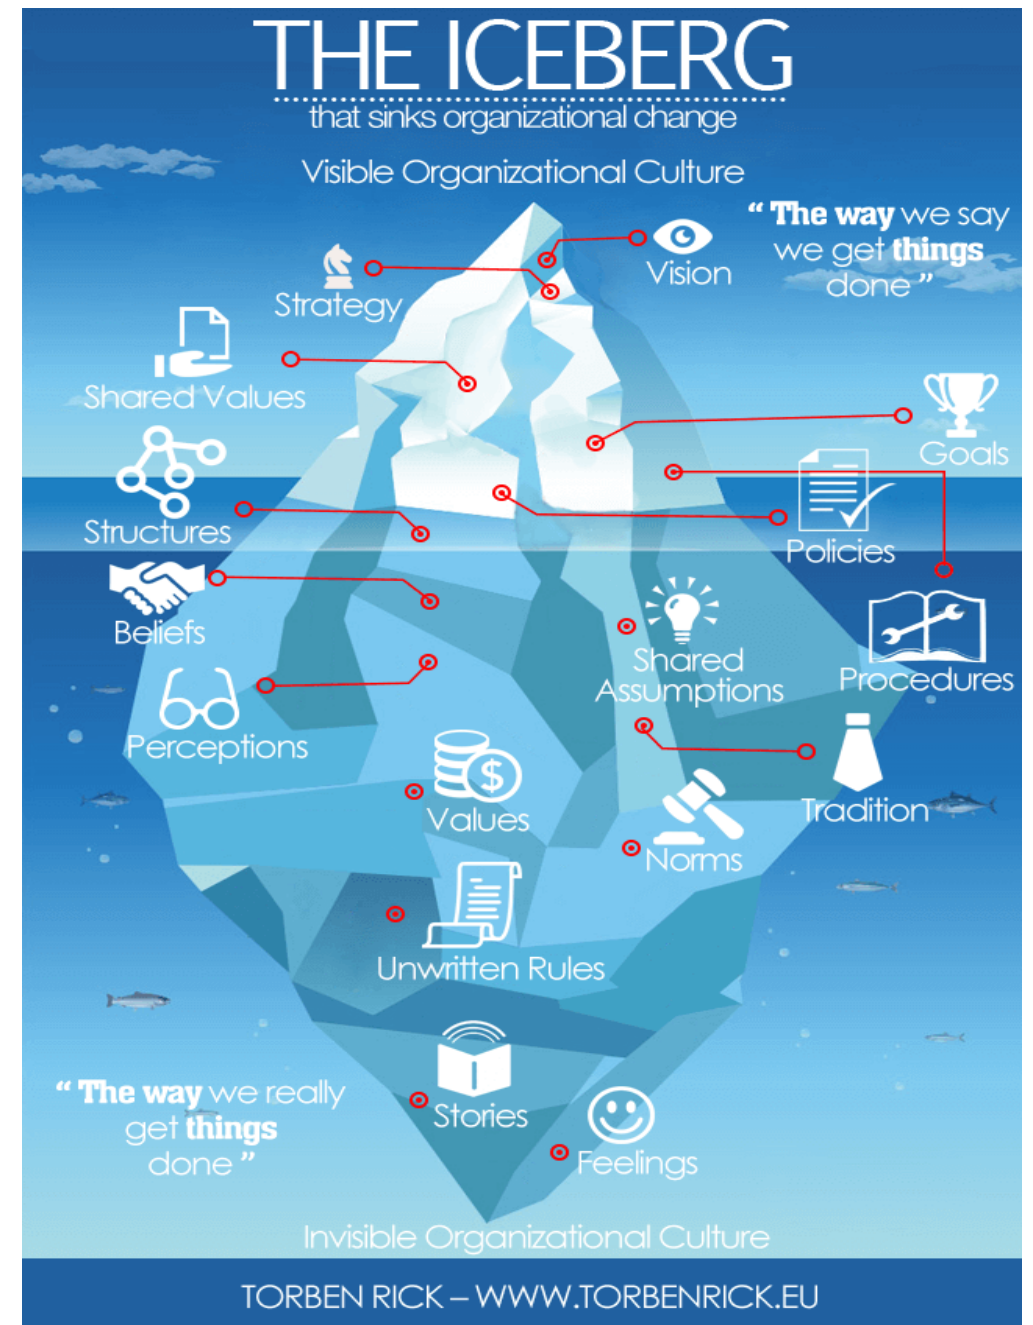 THE ICEBERG
that sinks organizational change
Visible Organizational Culture
“ The way we say
we get things
done ”
Vision
Strategy
Shared Values
Goals
Structures
Policies
Beliefs
Shared
Assumptions
Procedures
Perceptions
Tradition
Values
Norms
Unwritten Rules
“ The way we really
get things
done ”
Stories
Feelings
Invisible Organizational Culture
TORBEN RICK – WWW.TORBENRICK.EU